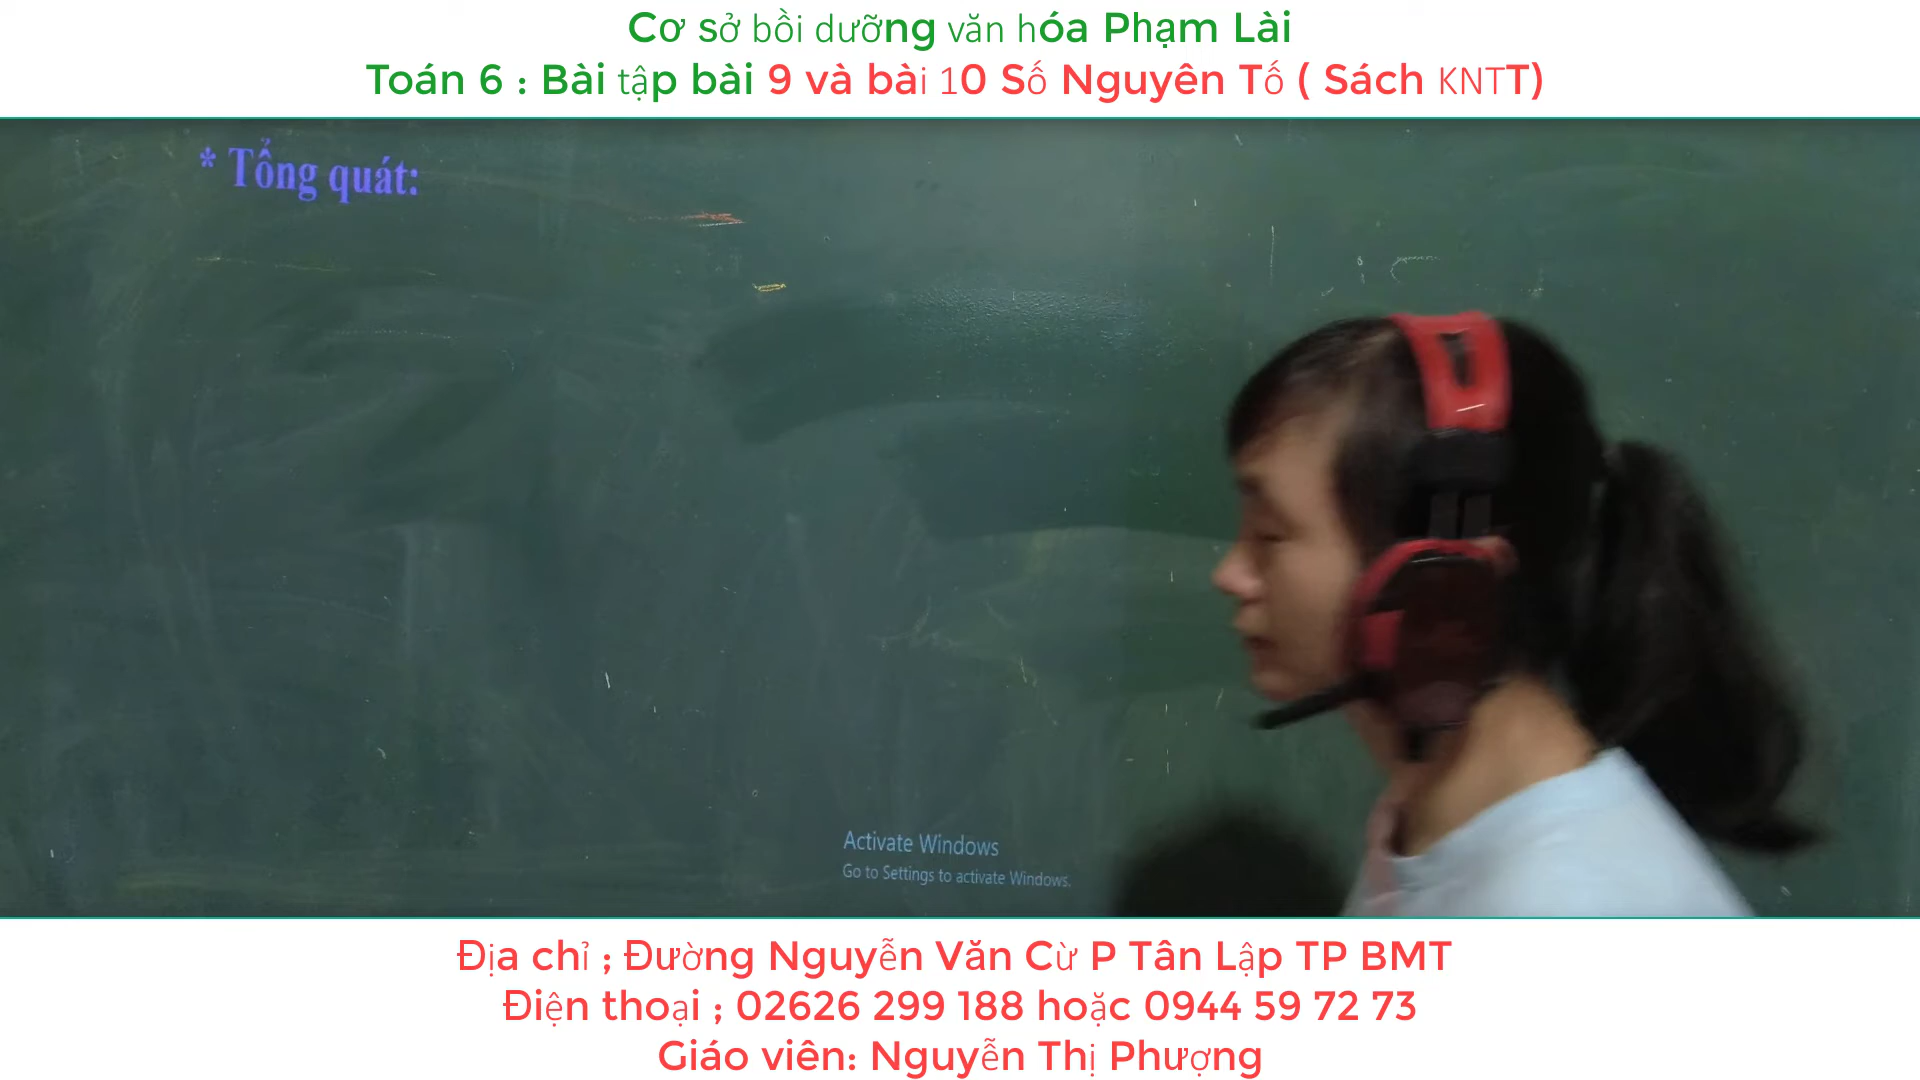 Cơ sở bồi dưỡng văn hóa Phạm Lài
Toán 6 : Bài tập bài 9 và bài 10 Số Nguyên Tố ( Sách KNTT)
* Tổng quát:
Activate Windows
Go to Settings to activate Windows.
Địa chỉ ; Đường Nguyễn Văn Cừ P Tân Lập TP BMT
Điện thoại ; 02626 299 188 hoặc 0944 59 72 73
Giáo viên: Nguyễn Thị Phượng